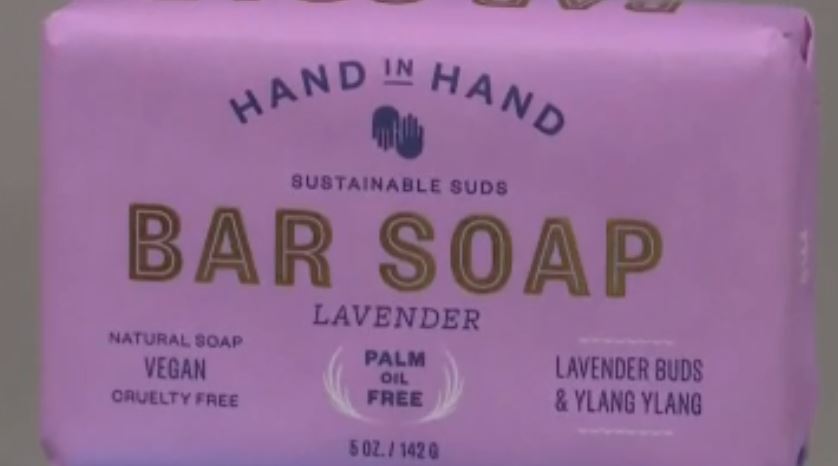 HAND IN HAND
SUSTAINABLE SUDS
BAR SOAP
LAVENDER
NATURAL SOAP
VEGAN
CRUELTY FREE
PALM
OIL
FREE
LAVENDER BUDS
& YLANG YLANG
5 OZ. / 142 G